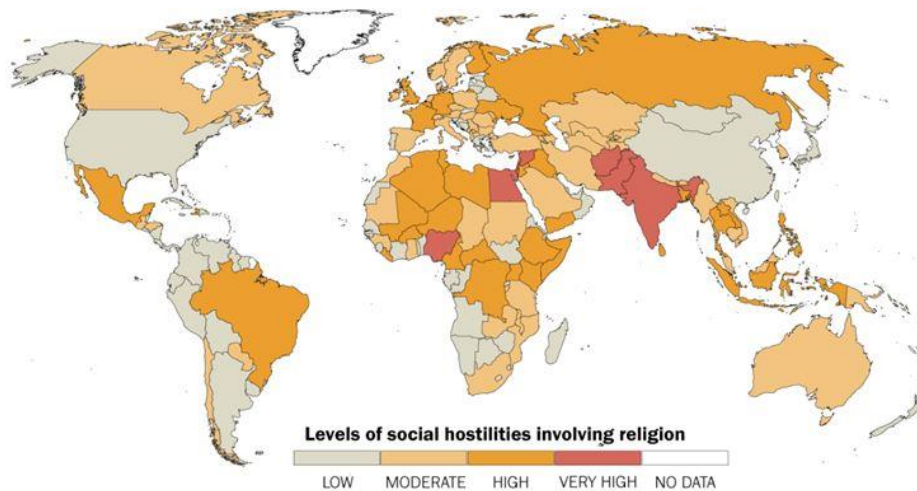 Levels of social hostilities involving religion
LOW MODERATE HIGH VERY HIGH NO DATA